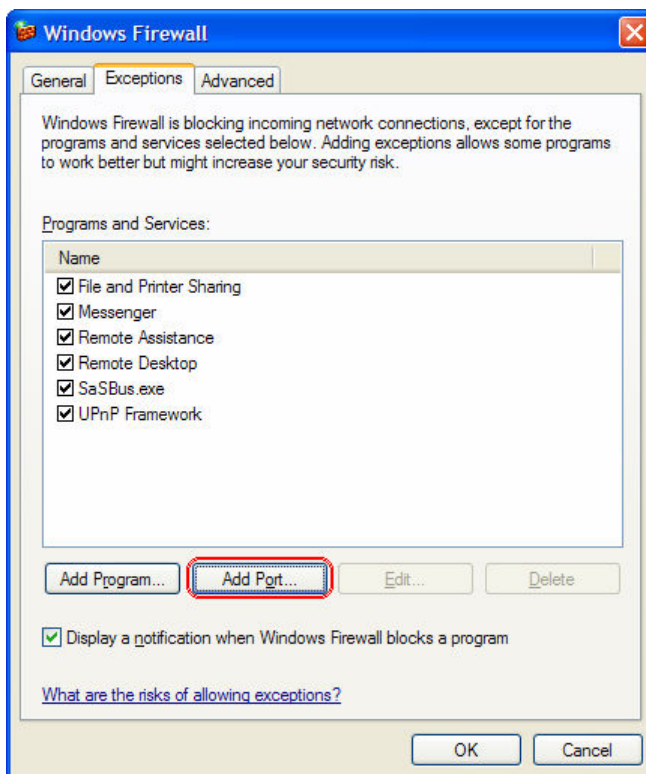 Windows Firewall
General Exceptions Advanced
Windows Firewall is blocking incoming network connections, except for the
programs and services selected below. Adding exceptions allows some programs
to work better but might increase your security risk.
Programs and Services:
Name
File and Printer Sharing
Messenger
Remote Assistance
Remote Desktop
SaSBus.exe
UPnP Framework
Add Program... Add Port... Edit... Delete
Display a notification when Windows Firewall blocks a program
What are the risks of allowing exceptions?
OK Cancel